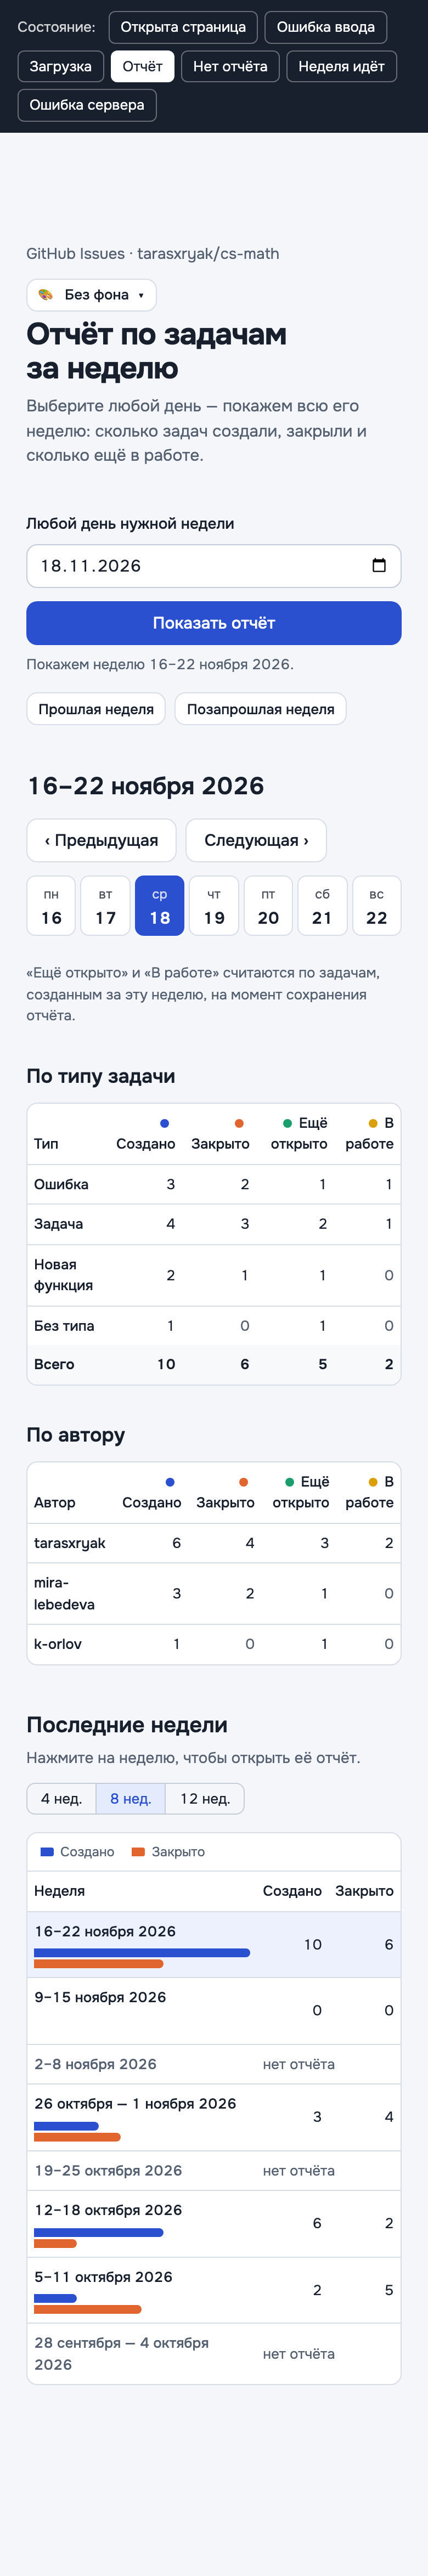 Состояние: Открыта страница Ошибка ввода
Загрузка Отчёт Нет отчёта Неделя идёт
Ошибка сервера
GitHub Issues · tarasxryak/cs-math
🎨 Без фона ▾
Отчёт по задачам
за неделю
Выберите любой день — покажем всю его
неделю: сколько задач создали, закрыли и
сколько ещё в работе.
Любой день нужной недели
18.11.2026
Показать отчёт
Покажем неделю 16–22 ноября 2026.
Прошлая неделя Позапрошлая неделя
16–22 ноября 2026
‹ Предыдущая Следующая ›
пн вт ср чт пт сб вс
16 17 18 19 20 21 22
«Ещё открыто» и «В работе» считаются по задачам,
созданным за эту неделю, на момент сохранения
отчёта.
По типу задачи
Ещё В
Тип Создано Закрыто открыто работе
Ошибка 3 2 1 1
Задача 4 3 2 1
Новая
функция 2 1 1 0
Без типа 1 0 1 0
Всего 10 6 5 2
По автору
Ещё В
Автор Создано Закрыто открыто работе
tarasxryak 6 4 3 2
mira-
lebedeva 3 2 1 0
k-orlov 1 0 1 0
Последние недели
Нажмите на неделю, чтобы открыть её отчёт.
4 нед. 8 нед. 12 нед.
Создано Закрыто
Неделя Создано Закрыто
16–22 ноября 2026 10 6
9–15 ноября 2026 0 0
2–8 ноября 2026 нет отчёта
26 октября — 1 ноября 2026 3 4
19–25 октября 2026 нет отчёта
12–18 октября 2026 6 2
5–11 октября 2026 2 5
28 сентября — 4 октября
2026 нет отчёта